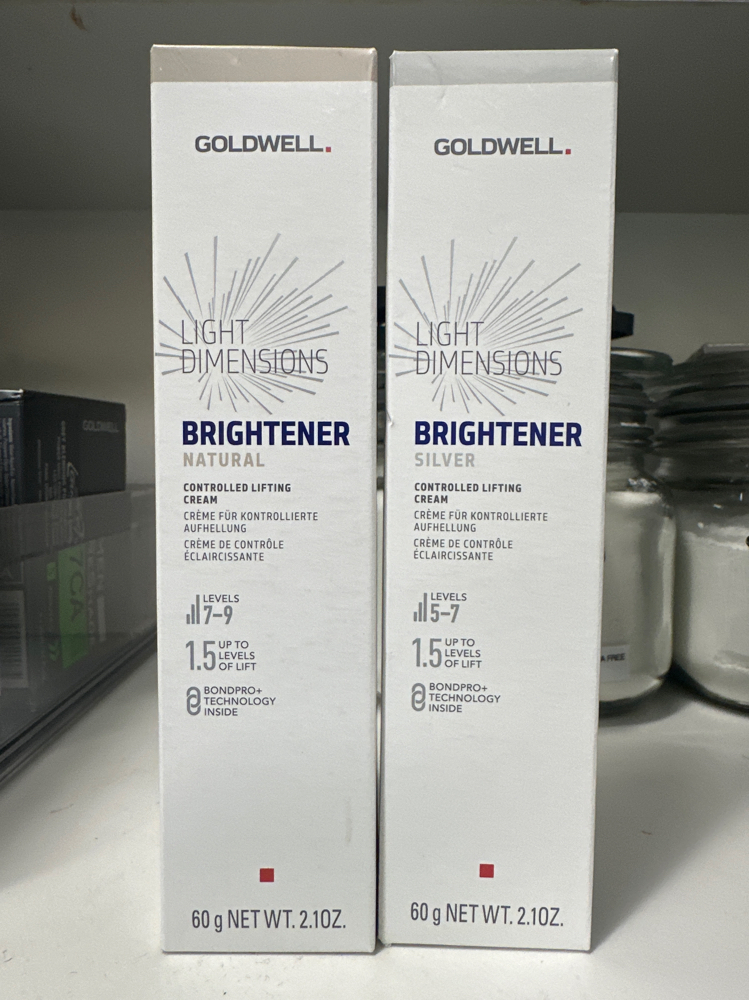 GOLDWELL.
LIGHT
DIMENSIONS
BRIGHTENER
NATURAL
CONTROLLED LIFTING
CREAM
CRÈME FÜR KONTROLLIERTE
AUFHELLUNG
CRÈME DE CONTRÔLE
ÉCLAIRCISSANTE
LEVELS
7–9
1.5 UP TO
LEVELS
OF LIFT
BONDPRO+
TECHNOLOGY
INSIDE
60 g NET WT. 2.1OZ.
GOLDWELL.
LIGHT
DIMENSIONS
BRIGHTENER
SILVER
CONTROLLED LIFTING
CREAM
CRÈME FÜR KONTROLLIERTE
AUFHELLUNG
CRÈME DE CONTRÔLE
ÉCLAIRCISSANTE
LEVELS
5–7
1.5 UP TO
LEVELS
OF LIFT
BONDPRO+
TECHNOLOGY
INSIDE
60 g NET WT. 2.1OZ.
GOLDWELL.
FREE